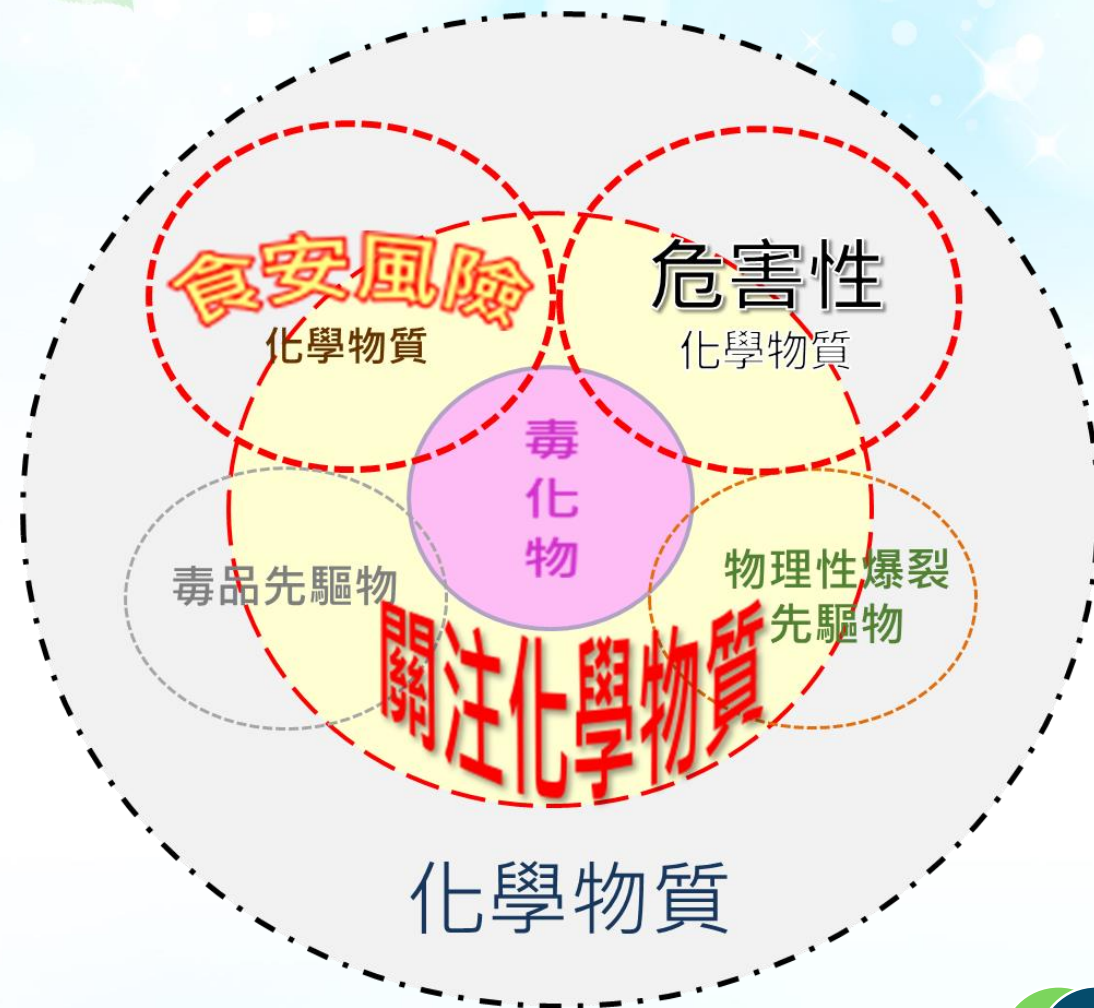 食安風險
化學物質
危害性
化學物質
毒
化
物
毒品先驅物
物理性爆裂
先驅物
關注化學物質
化學物質